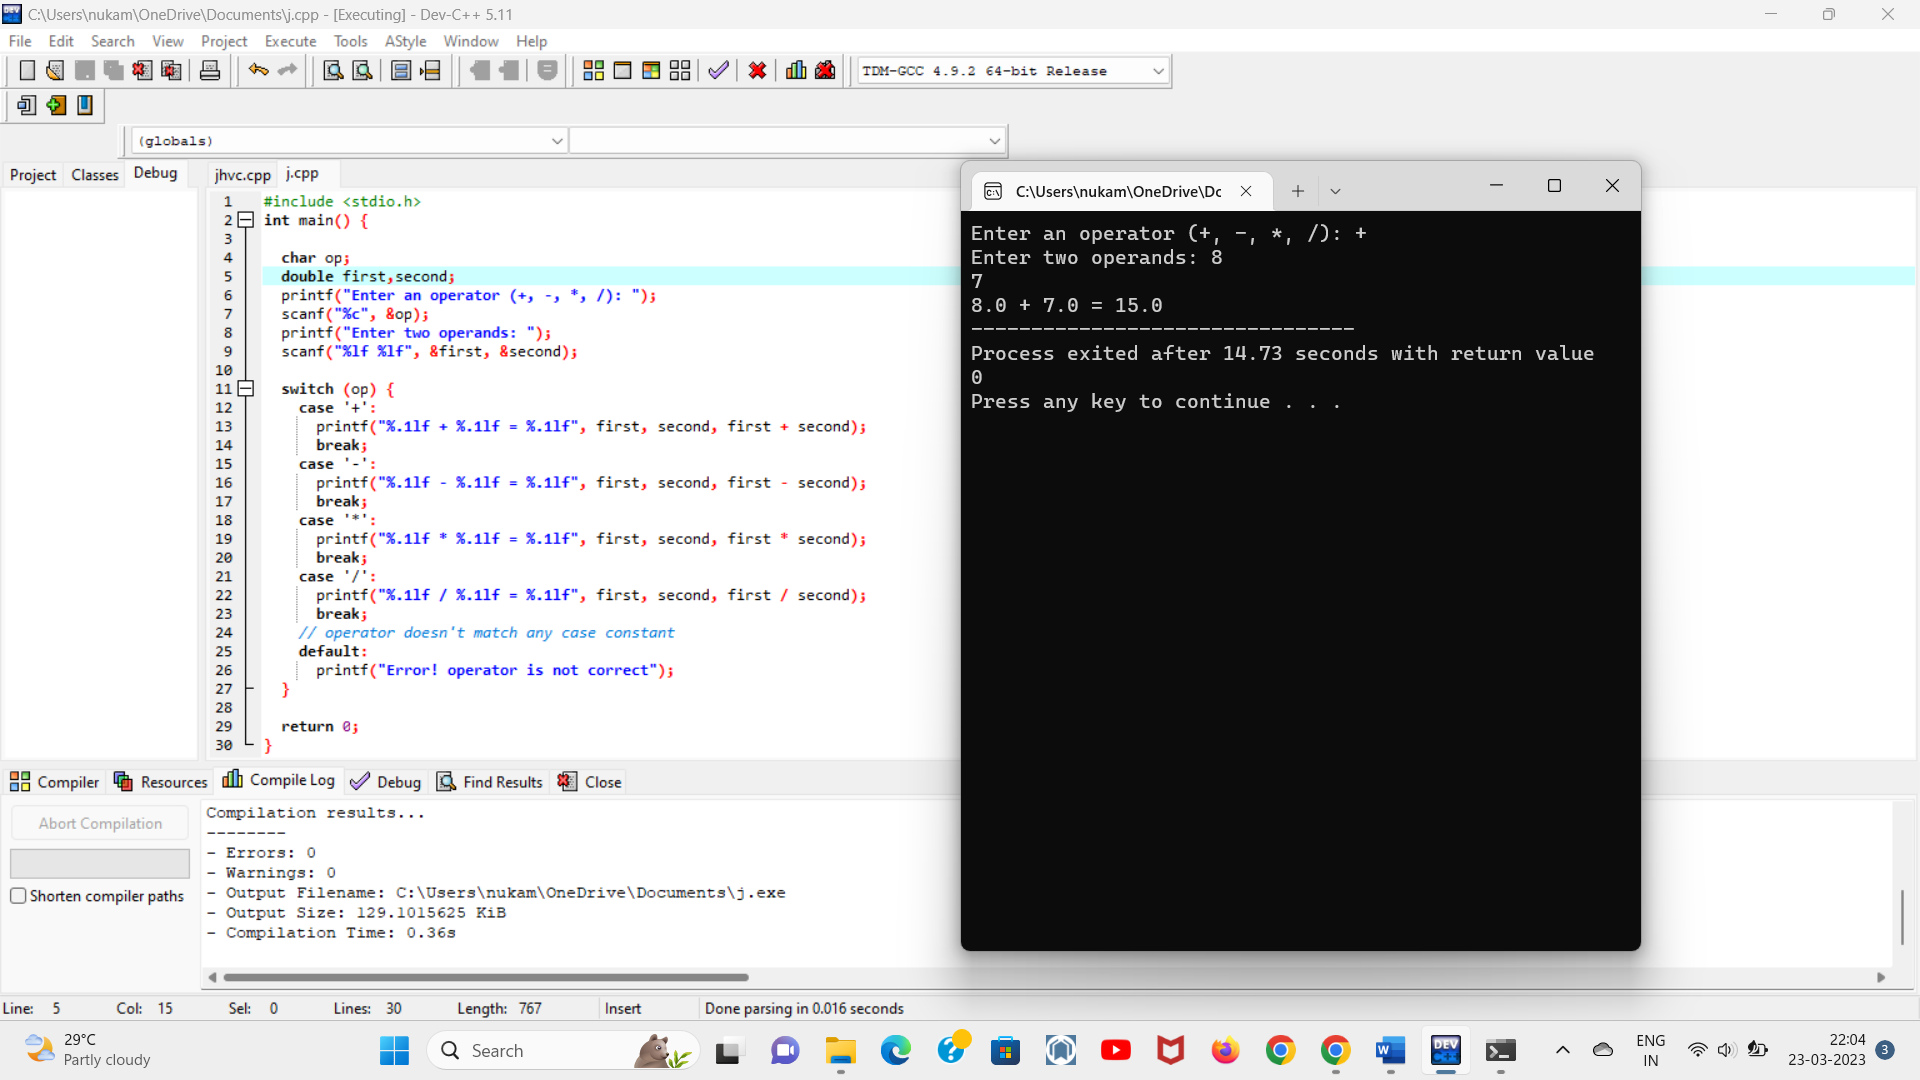 C:\Users\nukam\OneDrive\Documents\j.cpp - [Executing] - Dev-C++ 5.11
File Edit Search View Project Execute Tools AStyle Window Help
TDM-GCC 4.9.2 64-bit Release
(globals)
Project Classes Debug
jhvc.cpp j.cpp
1 #include <stdio.h>
2 int main() {
3
4 char op;
5 double first,second;
6 printf("Enter an operator (+, -, *, /): ");
7 scanf("%c", &op);
8 printf("Enter two operands: ");
9 scanf("%lf %lf", &first, &second);
10
11 switch (op) {
12 case '+':
13 printf("%.1lf + %.1lf = %.1lf", first, second, first + second);
14 break;
15 case '-':
16 printf("%.1lf - %.1lf = %.1lf", first, second, first - second);
17 break;
18 case '*':
19 printf("%.1lf * %.1lf = %.1lf", first, second, first * second);
20 break;
21 case '/':
22 printf("%.1lf / %.1lf = %.1lf", first, second, first / second);
23 break;
24 // operator doesn't match any case constant
25 default:
26 printf("Error! operator is not correct");
27 }
28
29 return 0;
30 }
C:\Users\nukam\OneDrive\Dc
Enter an operator (+, -, *, /): +
Enter two operands: 8
7
8.0 + 7.0 = 15.0
--------------------------------
Process exited after 14.73 seconds with return value
0
Press any key to continue . . .
Compiler Resources Compile Log Debug Find Results Close
Abort Compilation
Shorten compiler paths
Compilation results...
--------
- Errors: 0
- Warnings: 0
- Output Filename: C:\Users\nukam\OneDrive\Documents\j.exe
- Output Size: 129.1015625 KiB
- Compilation Time: 0.36s
Line: 5 Col: 15 Sel: 0 Lines: 30 Length: 767 Insert Done parsing in 0.016 seconds
29°C
Partly cloudy
Search
DEV
C++
ENG
IN
22:04
23-03-2023
3